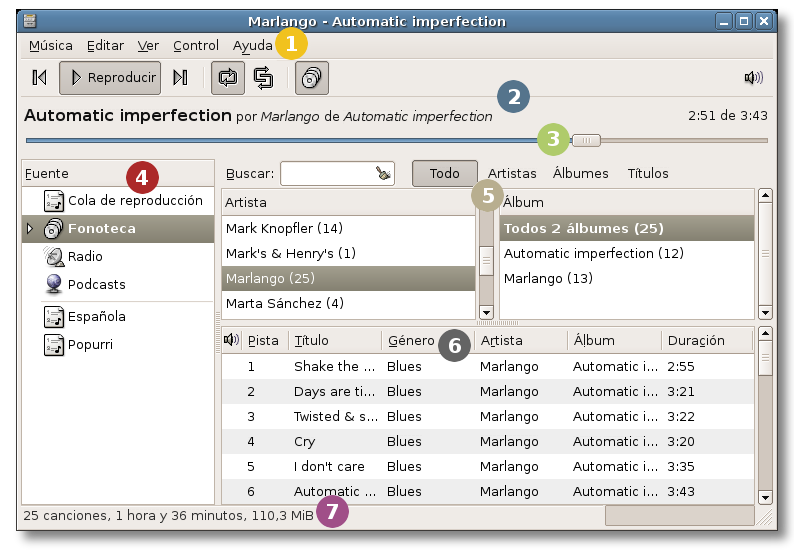 Marlango - Automatic imperfection
Música Editar Ver Control Ayuda 1
Reproducir
2
Automatic imperfection por Marlango de Automatic imperfection 2:51 de 3:43
3
Fuente 4
Buscar: Todo Artistas Álbumes Títulos
5
Cola de reproducción
Fonoteca
Radio
Podcasts
Española
Popurri
Artista
Mark Knopfler (14)
Mark's & Henry's (1)
Marlango (25)
Marta Sánchez (4)
Álbum
Todos 2 álbumes (25)
Automatic imperfection (12)
Marlango (13)
Pista Título Género 6 Artista Álbum Duración
1 Shake the ... Blues Marlango Automatic i... 2:55
2 Days are ti... Blues Marlango Automatic i... 3:21
3 Twisted & s... Blues Marlango Automatic i... 3:22
4 Cry Blues Marlango Automatic i... 3:20
5 I don't care Blues Marlango Automatic i... 3:35
6 Automatic ... Blues Marlango Automatic i... 3:43
25 canciones, 1 hora y 36 minutos, 110,3 MiB 7